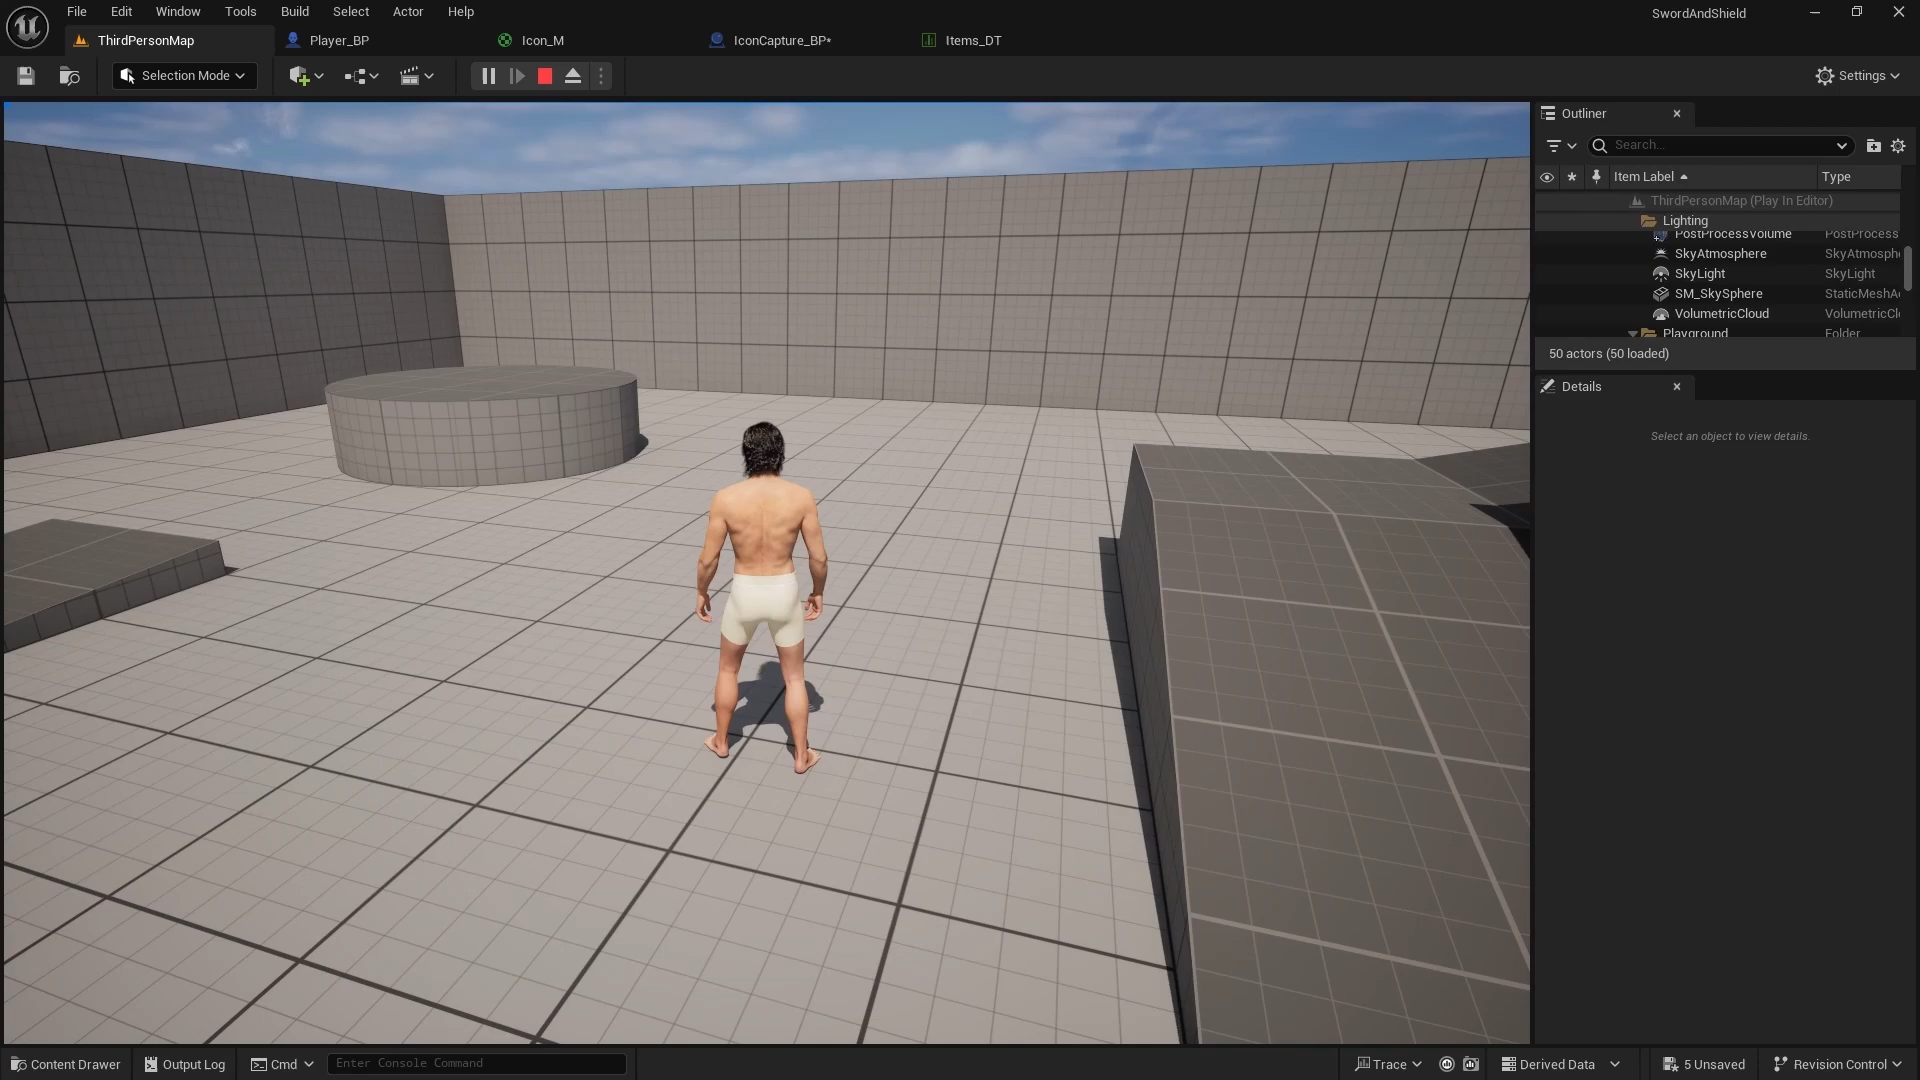 File Edit Window Tools Build Select Actor Help
SwordAndShield
ThirdPersonMap
Player_BP
Icon_M
IconCapture_BP*
Items_DT
Selection Mode
Settings
Outliner
Search...
Item Label Type
ThirdPersonMap (Play In Editor)
Lighting
PostProcessVolume PostProcess
SkyAtmosphere SkyAtmosph
SkyLight SkyLight
SM_SkySphere StaticMeshA
VolumetricCloud VolumetricCl
Playground Folder
50 actors (50 loaded)
Details
Select an object to view details.
Content Drawer
Output Log
Cmd
Enter Console Command
Trace
Derived Data
5 Unsaved
Revision Control